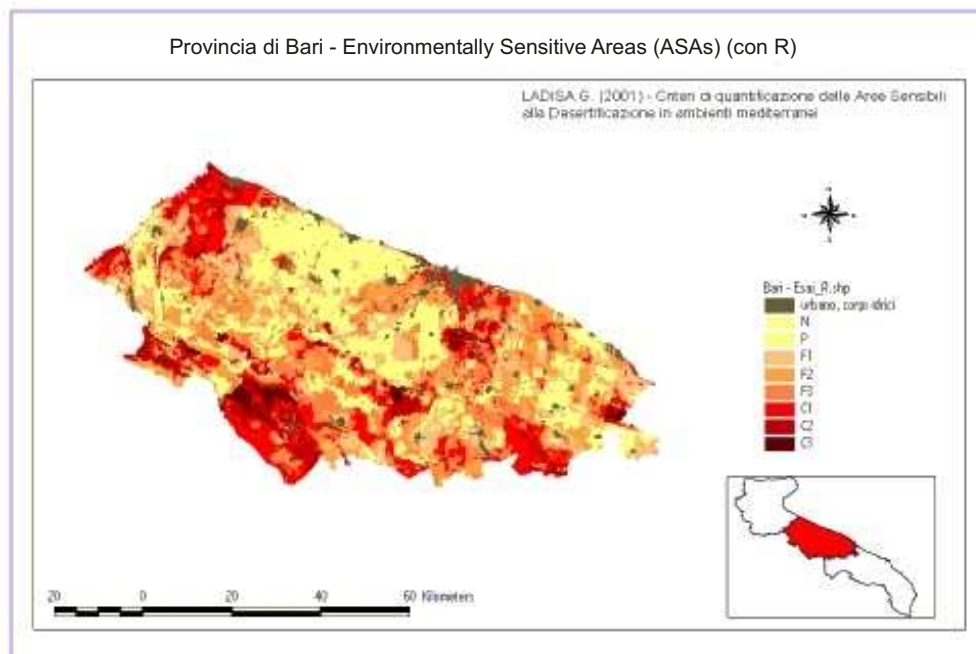 Provincia di Bari - Environmentally Sensitive Areas (ASAs) (con R)
LADISA G. (2001) - Criteri di quantificazione delle Aree Sensibili
alla Desertificazione in ambienti mediterranei
Bari - Esai_R.shp
urbano, corpi idrici
N
P
F1
F2
F3
C1
C2
C3
20 0 20 40 60 Kilometers